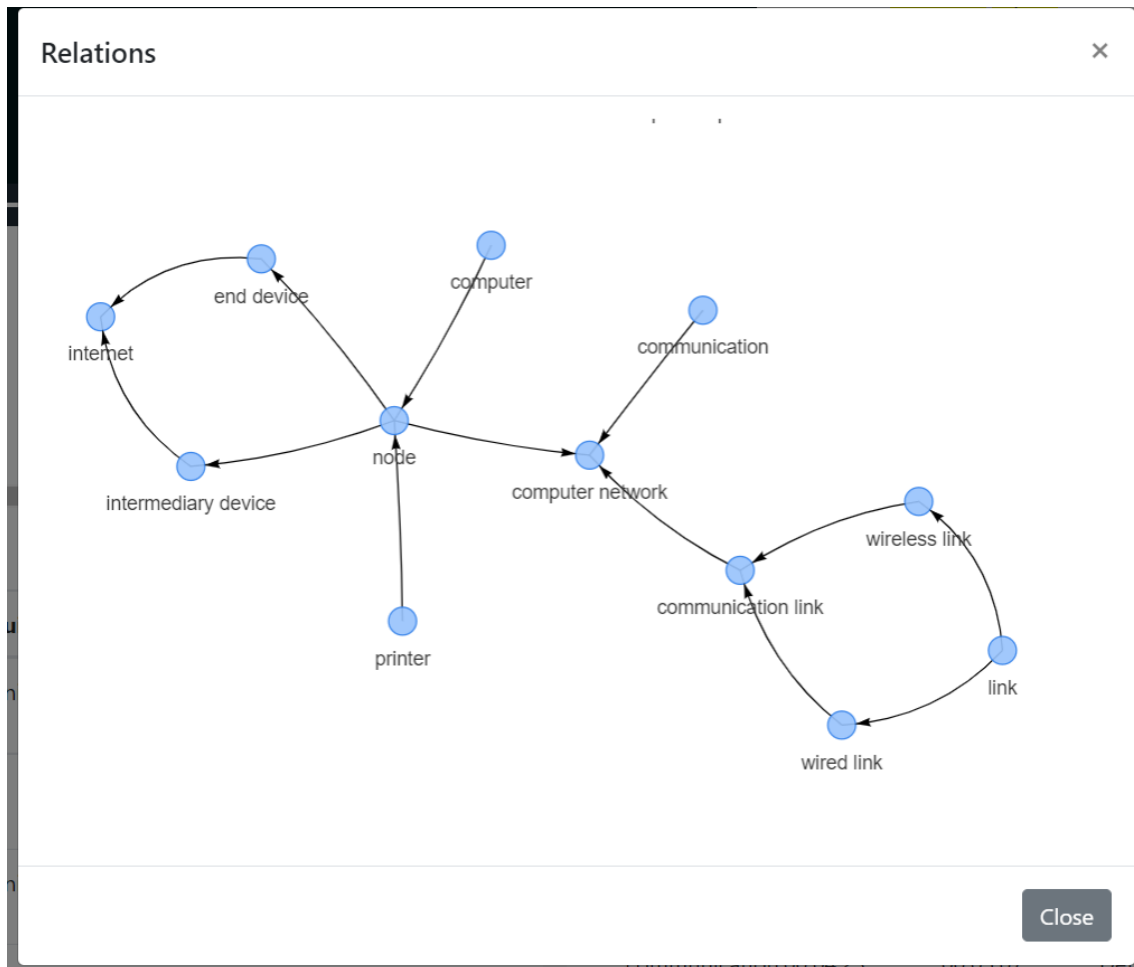 Relations
×
computer
end device
communication
internet
node
computer network
intermediary device
wireless link
communication link
printer
link
wired link
Close